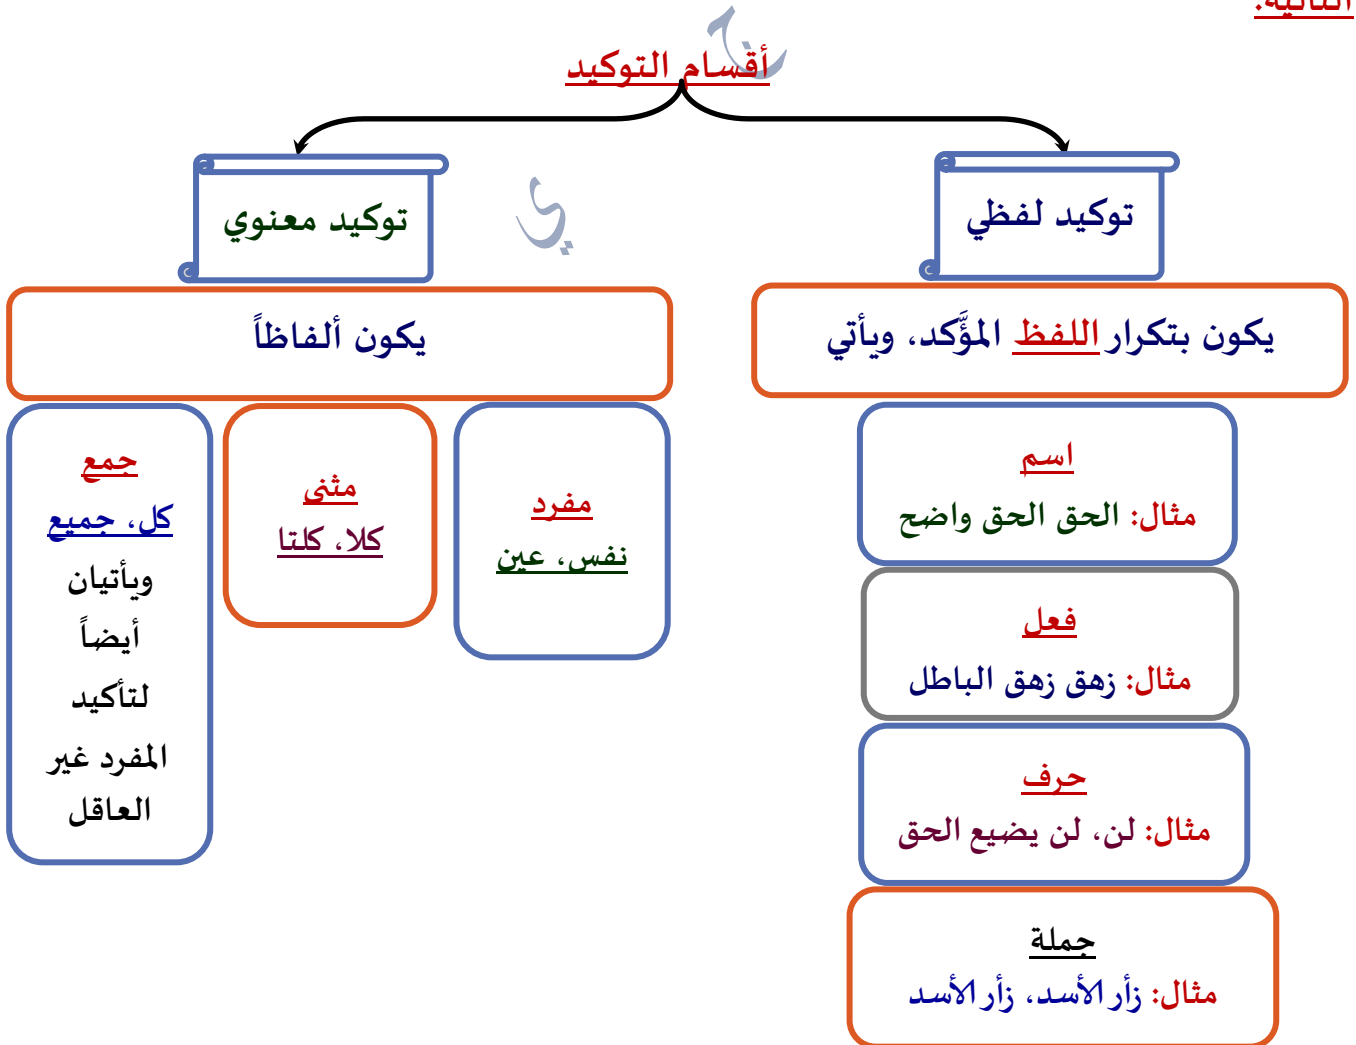 أقسام التوكيد
توكيد لفظي
يكون بتكرار اللفظ المؤَّكد، ويأتي
اسم
مثال: الحق الحق واضح
فعل
مثال: زهق زهق الباطل
حرف
مثال: لن، لن يضيع الحق
جملة
مثال: زأر الأسد، زأر الأسد
توكيد معنوي
يكون ألفاظاً
مفرد
نفس، عين
مثنى
كلا، كلتا
جمع
كل، جميع
ويأتيان
أيضاً
لتأكيد
المفرد غير
العاقل